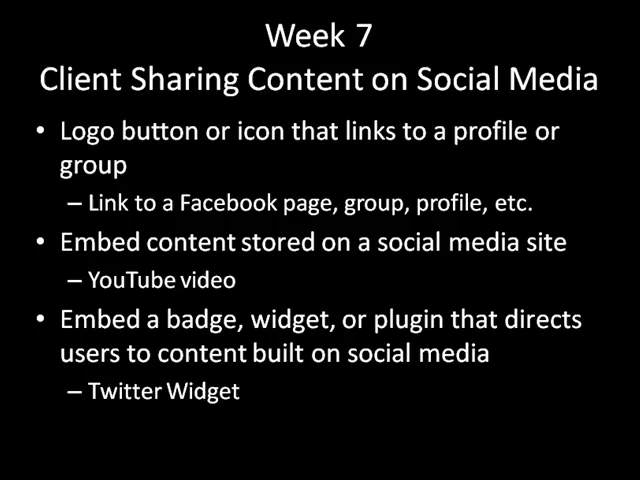 Week 7
Client Sharing Content on Social Media
• Logo button or icon that links to a profile or
group
– Link to a Facebook page, group, profile, etc.
• Embed content stored on a social media site
– YouTube video
• Embed a badge, widget, or plugin that directs
users to content built on social media
– Twitter Widget